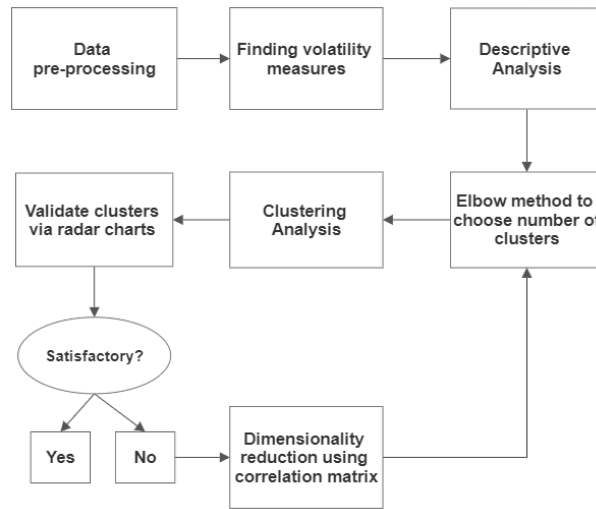 Data
pre-processing
Finding volatility
measures
Descriptive
Analysis
Elbow method to
choose number of
clusters
Clustering
Analysis
Validate clusters
via radar charts
Satisfactory?
Yes
No
Dimensionality
reduction using
correlation matrix